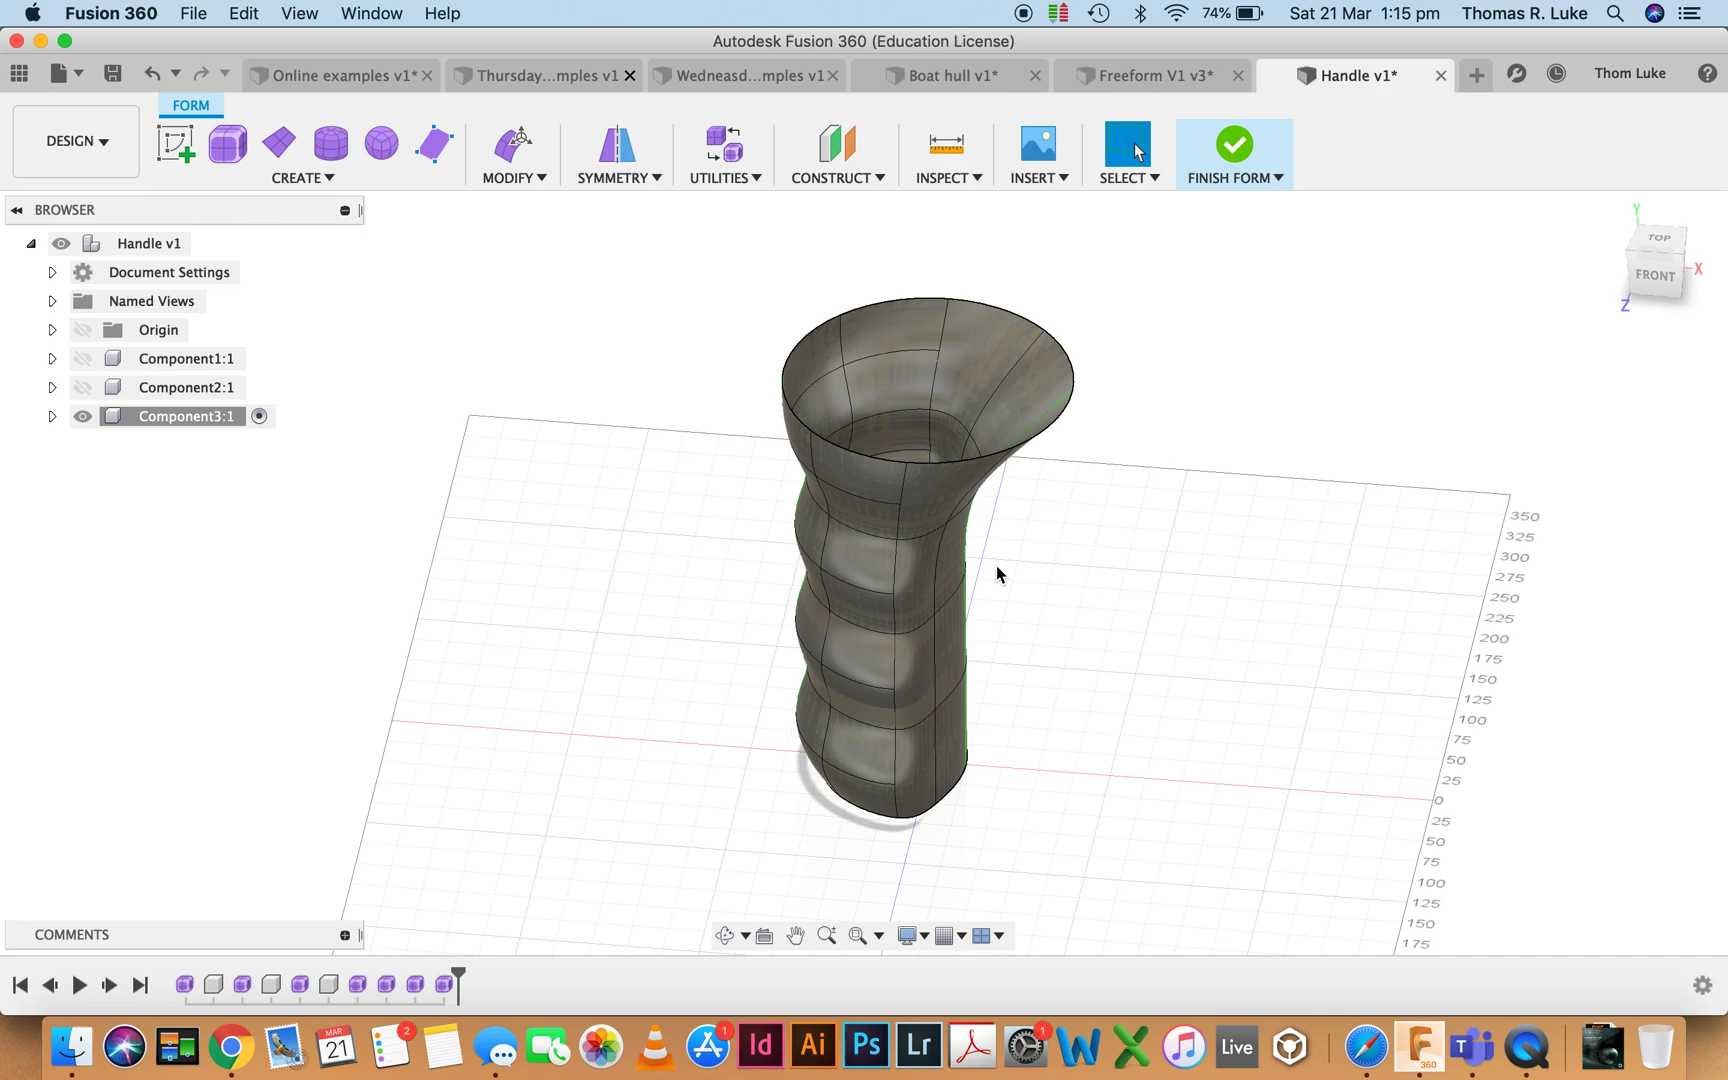 Fusion 360 File Edit View Window Help 74% Sat 21 Mar 1:15 pm Thomas R. Luke
Autodesk Fusion 360 (Education License)
Online examples v1* Thursday...mples v1 Wedneasd...mples v1 Boat hull v1* Freeform V1 v3* Handle v1* Thom Luke
FORM
DESIGN
CREATE MODIFY SYMMETRY UTILITIES CONSTRUCT INSPECT INSERT SELECT FINISH FORM
BROWSER
Handle v1
Document Settings
Named Views
Origin
Component1:1
Component2:1
Component3:1
Y
TOP
FRONT
X
Z
350
325
300
275
250
225
200
175
150
125
100
75
50
25
0
25
50
75
100
125
150
175
COMMENTS
MAR
21
2
1
Id
Ai
Ps
Lr
1
W
X
Live
360
T